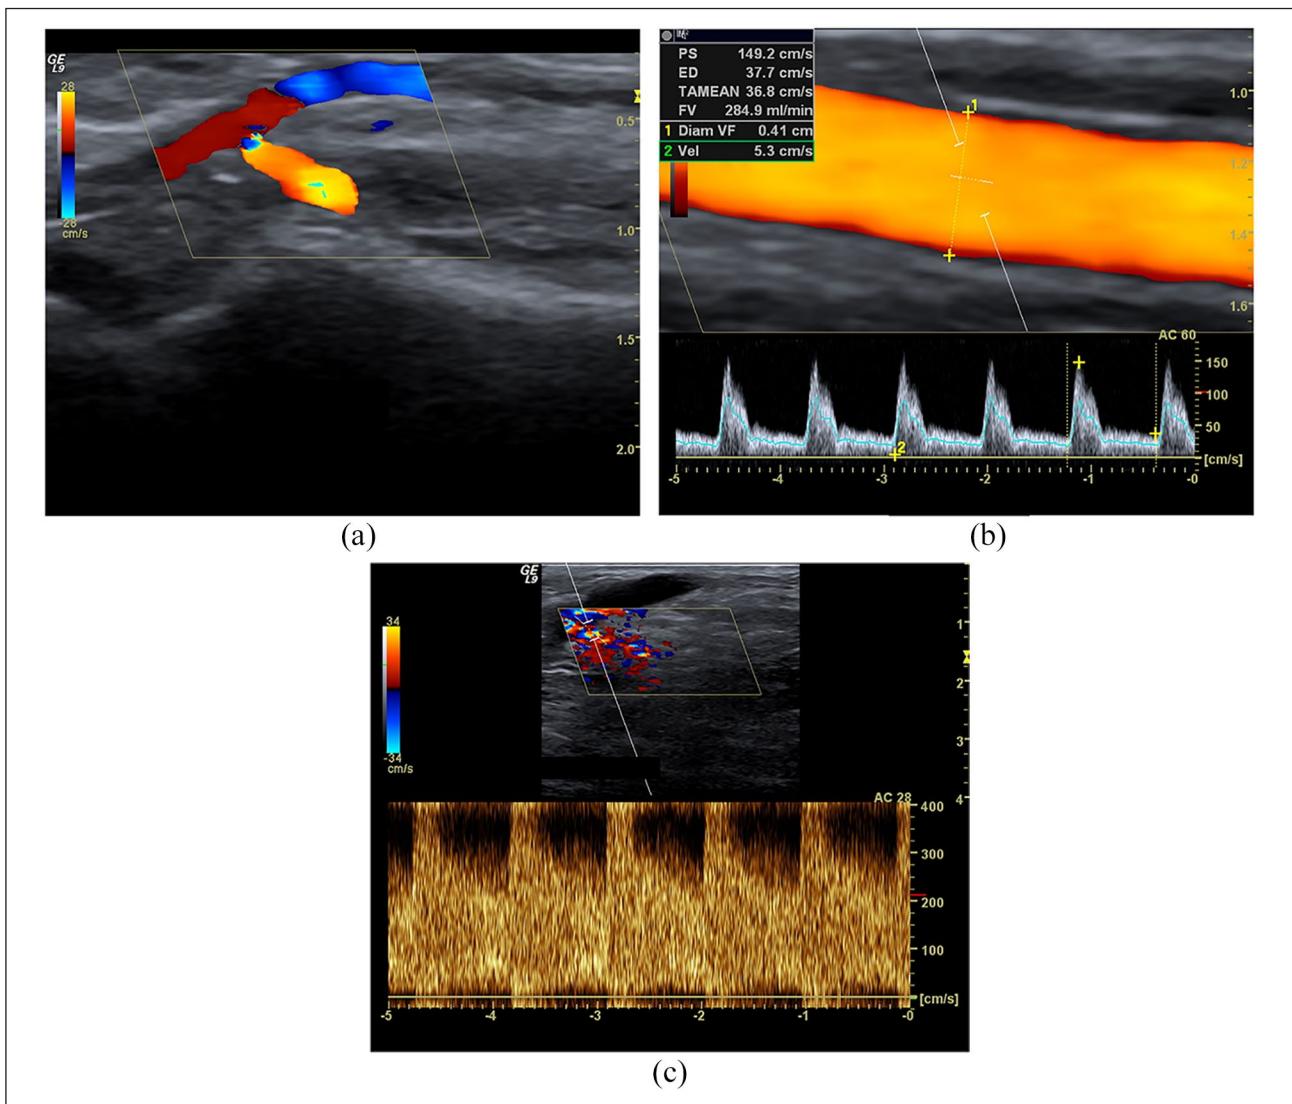 GE
L9
28
-28
cm/s
0.5
1.0
1.5
2.0
(a)
PS 149.2 cm/s
ED 37.7 cm/s
TAMEAN 36.8 cm/s
FV 284.9 ml/min
1 Diam VF 0.41 cm
2 Vel 5.3 cm/s
1
1.0
1.2
1.4
1.6
AC 60
150
100
50
[cm/s]
2
-5 -4 -3 -2 -1 -0
(b)
GE
L9
34
-34
cm/s
1
2
3
4
AC 28
400
300
200
100
[cm/s]
-5 -4 -3 -2 -1 -0
(c)